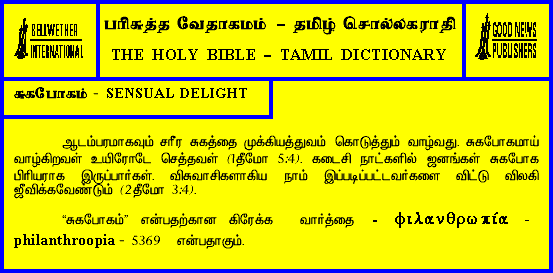 BELLWETHER
INTERNATIONAL
பரிசுத்த வேதாகமம் – தமிழ் சொல்லகராதி
THE HOLY BIBLE – TAMIL DICTIONARY
GOOD NEWS
PUBLISHERS
சுகபோகம் - SENSUAL DELIGHT
ஆடம்பரமாகவும் சரீர சுகத்தை முக்கியத்துவம் கொடுத்தும் வாழ்வது. சுகபோகமாய்
வாழ்கிறவள் உயிரோடே செத்தவள் (1தீமோ 5:4). கடைசி நாட்களில் ஜனங்கள் சுகபோக
பிரியராக இருப்பார்கள். விசுவாசிகளாகிய நாம் இப்படிப்பட்டவர்களை விட்டு விலகி
ஜீவிக்கவேண்டும் (2தீமோ 3:4).
“சுகபோகம்” என்பதற்கான கிரேக்க வார்த்தை - φιλανθρωπία -
philanthroopia - 5369 என்பதாகும்.